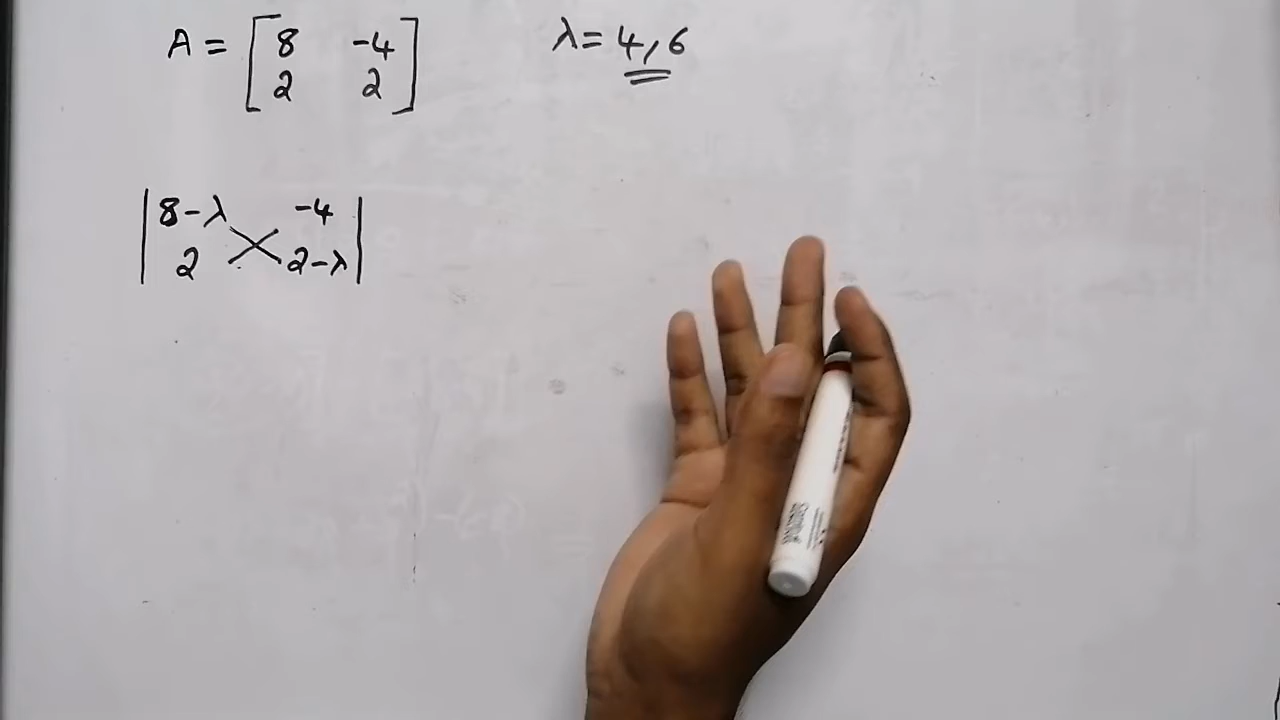 A = [8 -4
2 2] λ = 4, 6
|8-λ -4|
|2 2-λ|